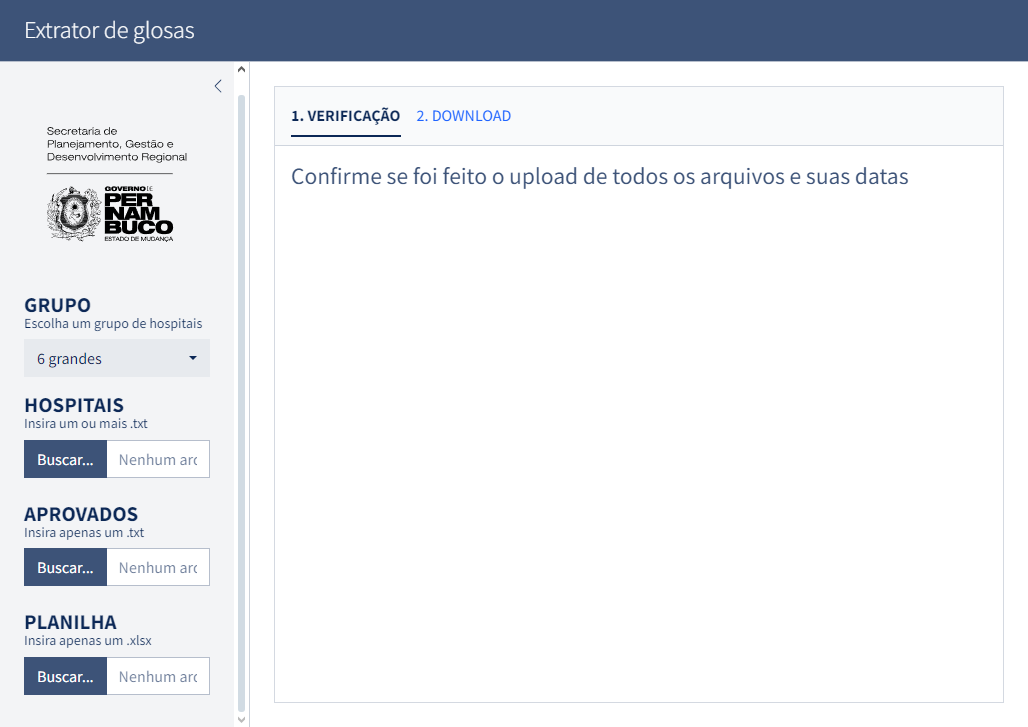 Extrator de glosas
Secretaria de
Planejamento, Gestão e
Desenvolvimento Regional
GOVERNO DE
PER
NAM
BUCO
ESTADO DE MUDANÇA
GRUPO
Escolha um grupo de hospitais
6 grandes
HOSPITAIS
Insira um ou mais .txt
Buscar... Nenhum arc
APROVADOS
Insira apenas um .txt
Buscar... Nenhum arc
PLANILHA
Insira apenas um .xlsx
Buscar... Nenhum arc
1. VERIFICAÇÃO 2. DOWNLOAD
Confirme se foi feito o upload de todos os arquivos e suas datas